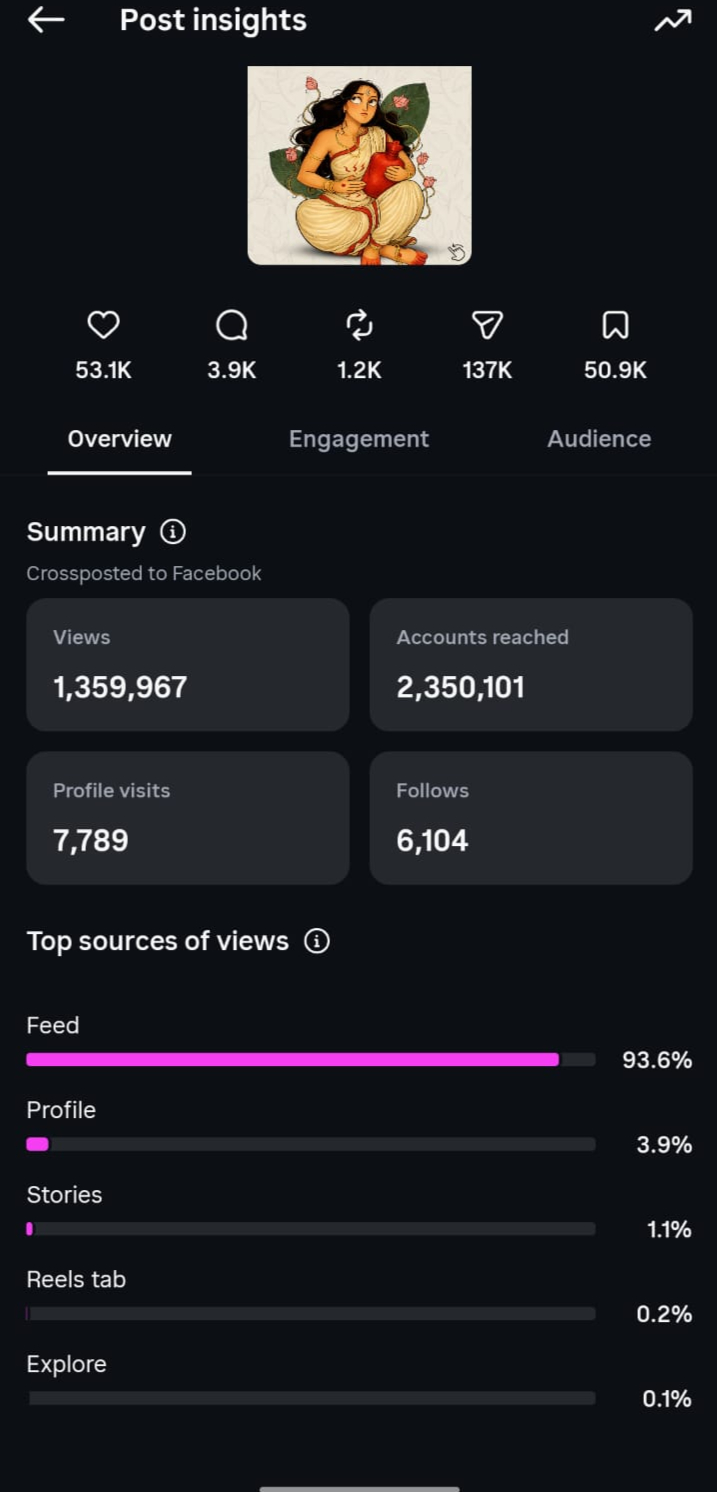 Post insights
53.1K 3.9K 1.2K 137K 50.9K
Overview Engagement Audience
Summary
Crossposted to Facebook
Views Accounts reached
1,359,967 2,350,101
Profile visits Follows
7,789 6,104
Top sources of views
Feed
93.6%
Profile
3.9%
Stories
1.1%
Reels tab
0.2%
Explore
0.1%